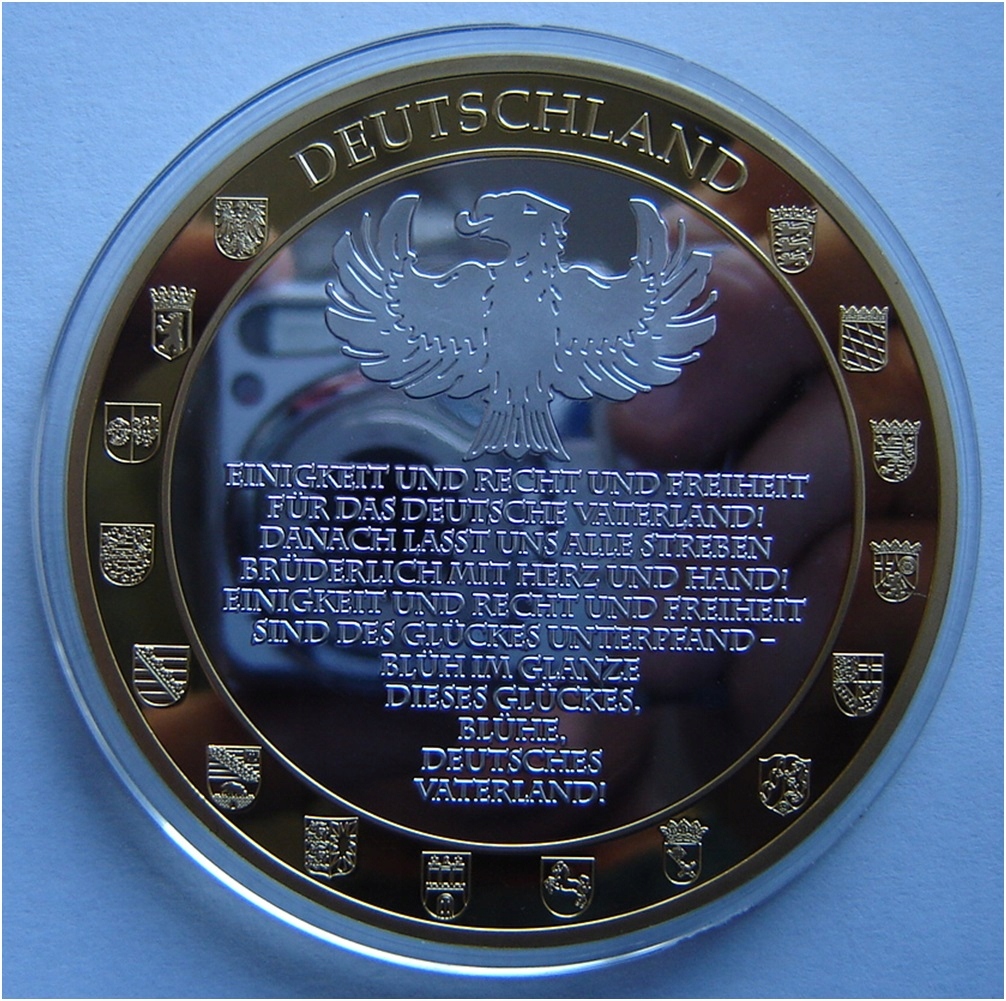 DEUTSCHLAND
EINIGKEIT UND RECHT UND FREIHEIT
FÜR DAS DEUTSCHE VATERLAND!
DANACH LASST UNS ALLE STREBEN
BRÜDERLICH MIT HERZ UND HAND!
EINIGKEIT UND RECHT UND FREIHEIT
SIND DES GLÜCKES UNTERPFAND –
BLÜH IM GLANZE
DIESES GLÜCKES,
BLÜHE,
DEUTSCHES
VATERLAND!